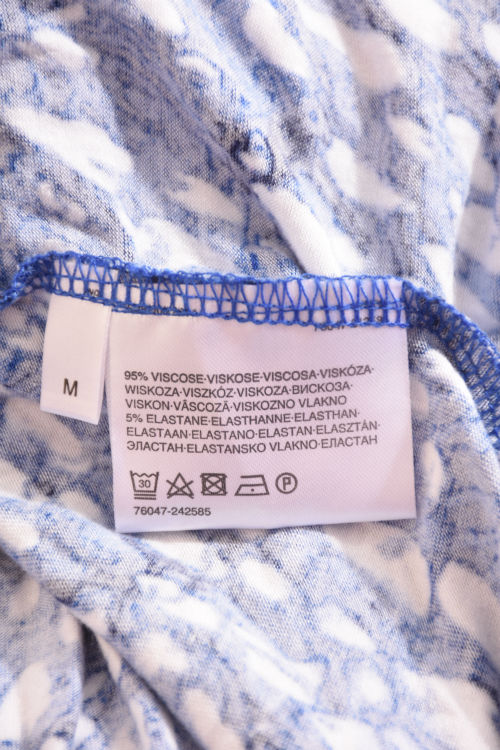 95% VISCOSE·VISKOSE·VISCOSA·VISKÓZA·
WISKOZA·VISZKÓZ·VISKOZA·ВИСКОЗА·
VISKON·VÂSCOZĂ·VISKOZNO VLAKNO
5% ELASTANE·ELASTHANNE·ELASTHAN·
ELASTAAN·ELASTANO·ELASTAN·ELASZTÁN·
ЭЛАСТАН·ELASTANSKO VLAKNO·ЕЛАСТАН
M
30
P
76047-242585